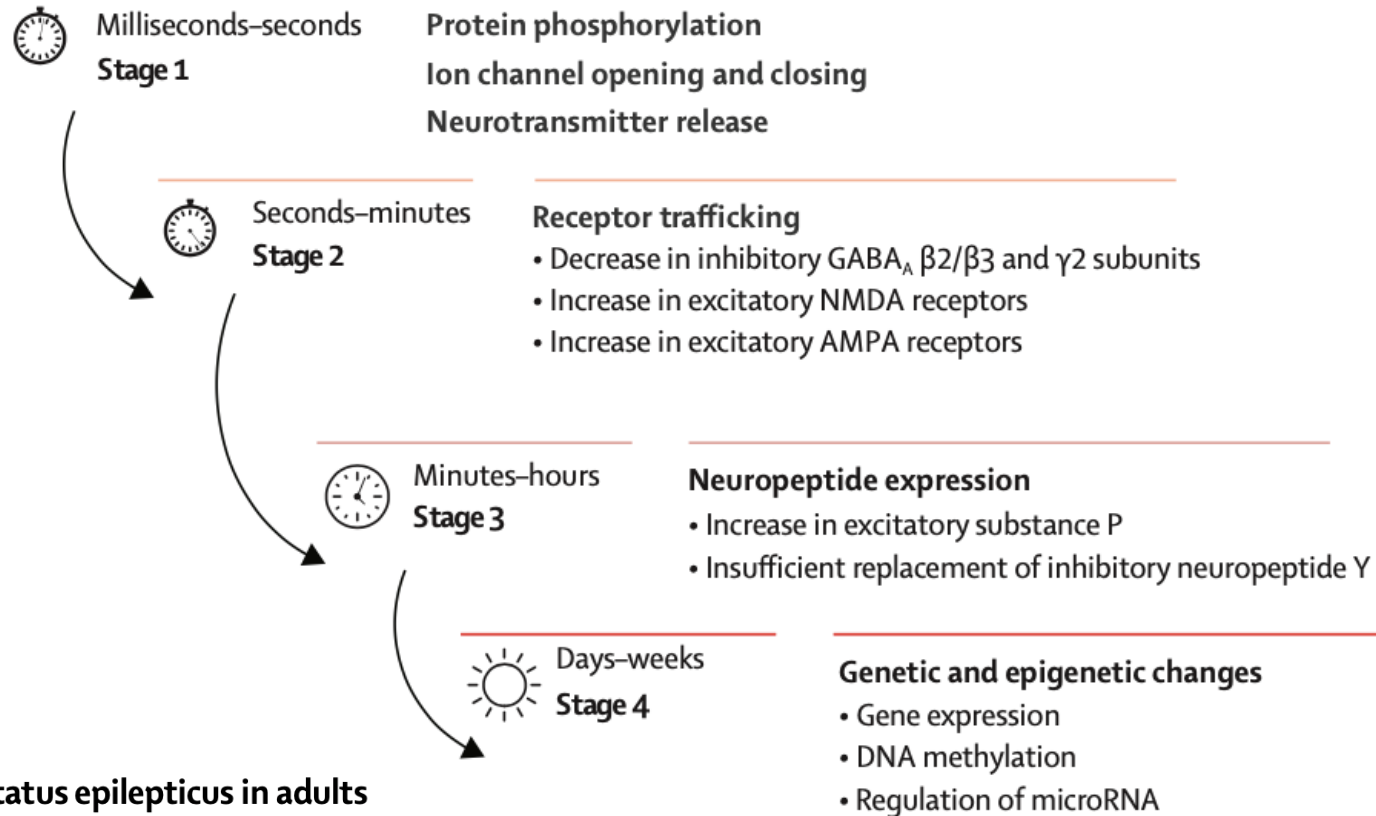 Milliseconds–seconds
Stage 1
Protein phosphorylation
Ion channel opening and closing
Neurotransmitter release
Seconds–minutes
Stage 2
Receptor trafficking
• Decrease in inhibitory GABA_A β2/β3 and γ2 subunits
• Increase in excitatory NMDA receptors
• Increase in excitatory AMPA receptors
Minutes–hours
Stage 3
Neuropeptide expression
• Increase in excitatory substance P
• Insufficient replacement of inhibitory neuropeptide Y
Days–weeks
Stage 4
Genetic and epigenetic changes
• Gene expression
• DNA methylation
• Regulation of microRNA
tatus epilepticus in adults